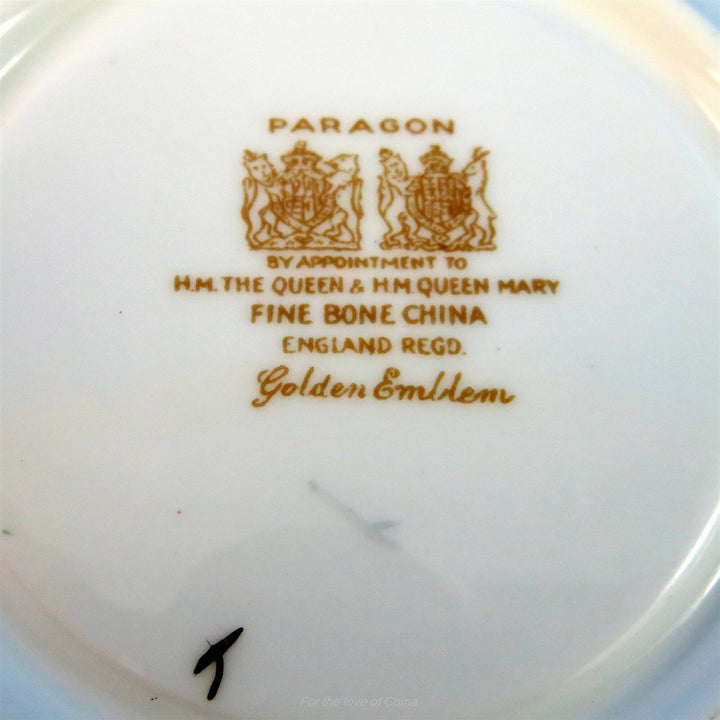 PARAGON
BY APPOINTMENT TO
H.M. THE QUEEN & H.M. QUEEN MARY
FINE BONE CHINA
ENGLAND REGD.
Golden Emblem
For the love of China